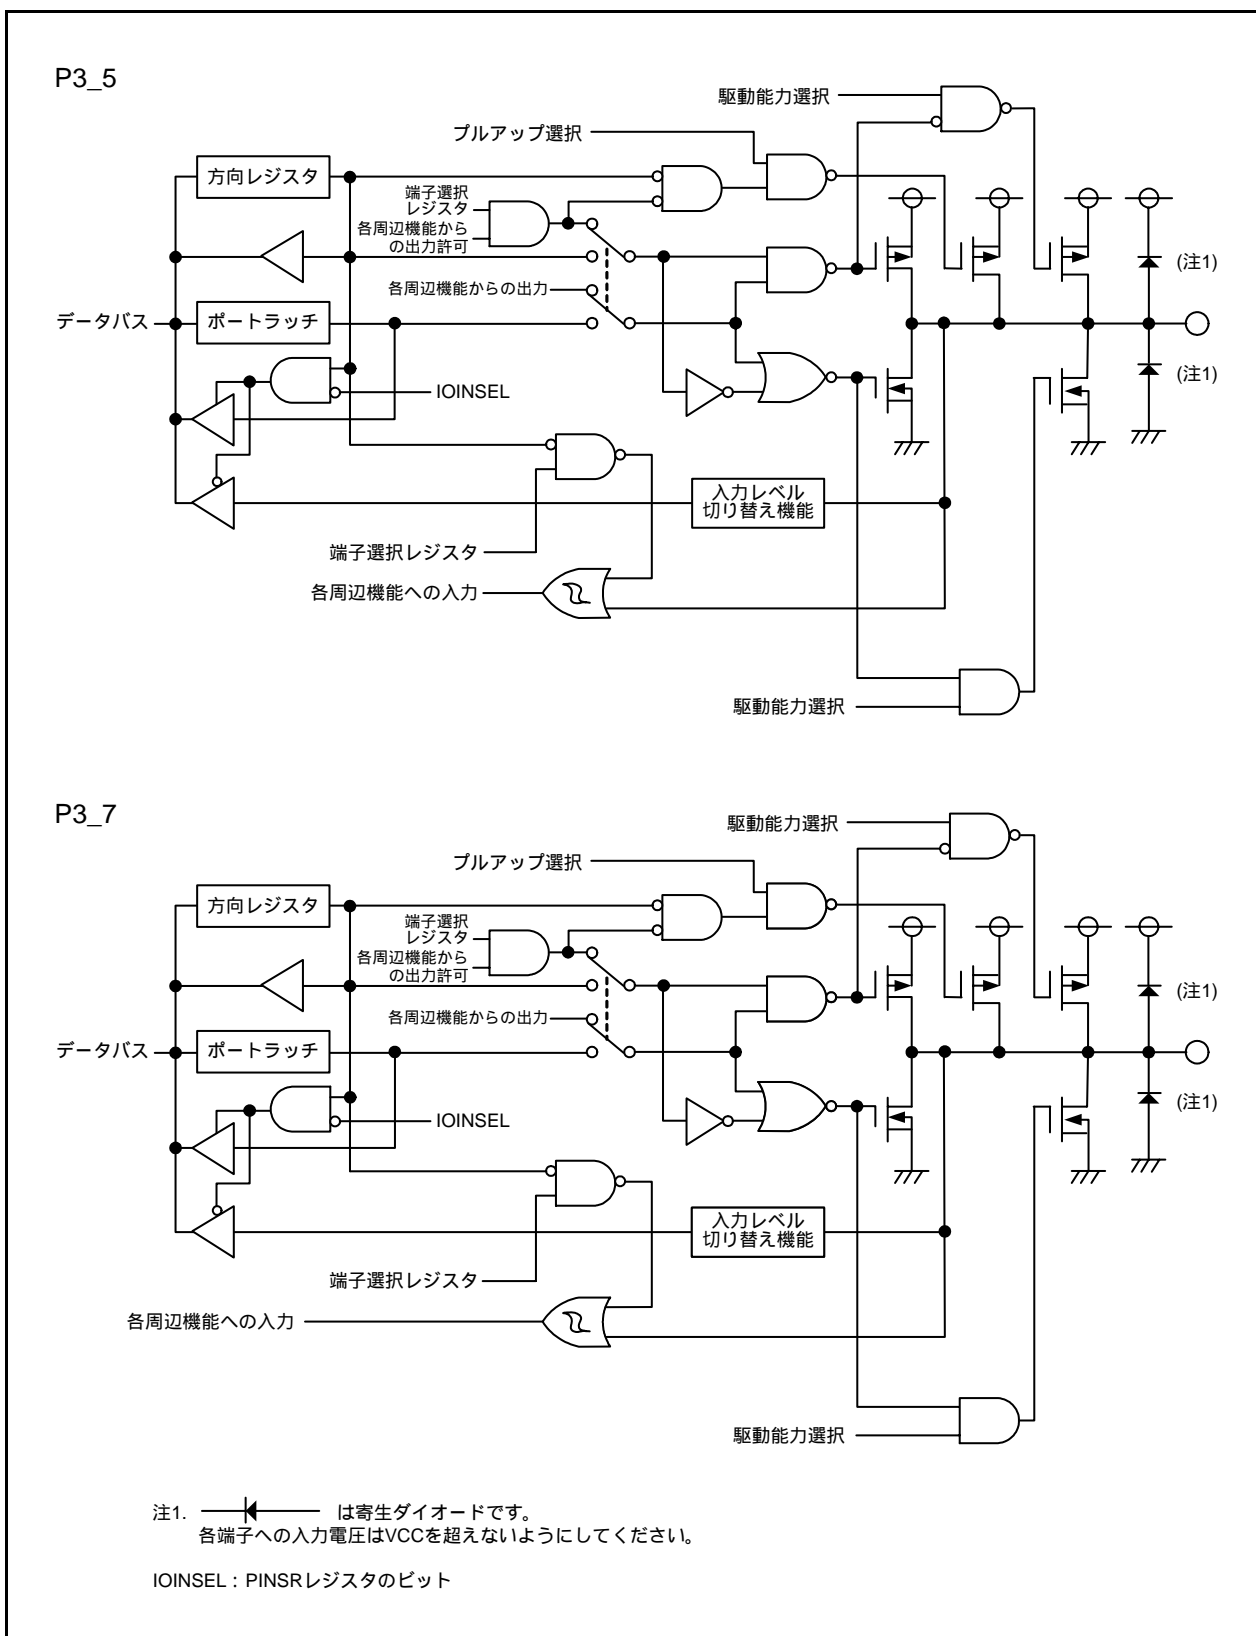 P3_5
駆動能力選択
プルアップ選択
方向レジスタ
端子選択
レジスタ
各周辺機能から
の出力許可
(注1)
各周辺機能からの出力
データバス
ポートラッチ
(注1)
IOINSEL
入力レベル
切り替え機能
端子選択レジスタ
各周辺機能への入力
駆動能力選択
P3_7
駆動能力選択
プルアップ選択
方向レジスタ
端子選択
レジスタ
各周辺機能から
の出力許可
(注1)
各周辺機能からの出力
データバス
ポートラッチ
(注1)
IOINSEL
入力レベル
切り替え機能
端子選択レジスタ
各周辺機能への入力
駆動能力選択
注1. は寄生ダイオードです。
各端子への入力電圧はVCCを超えないようにしてください。
IOINSEL：PINSRレジスタのビット